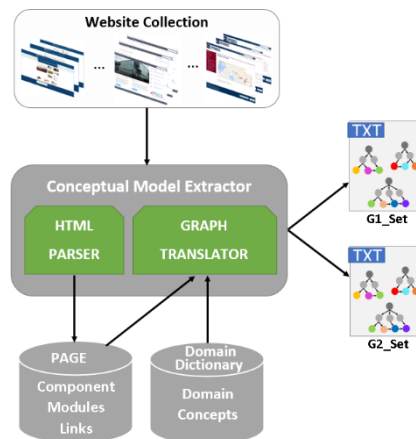 Website Collection
... ...
Conceptual Model Extractor
HTML
PARSER
GRAPH
TRANSLATOR
TXT
G1_Set
TXT
G2_Set
PAGE
Component
Modules
Links
Domain
Dictionary
Domain
Concepts